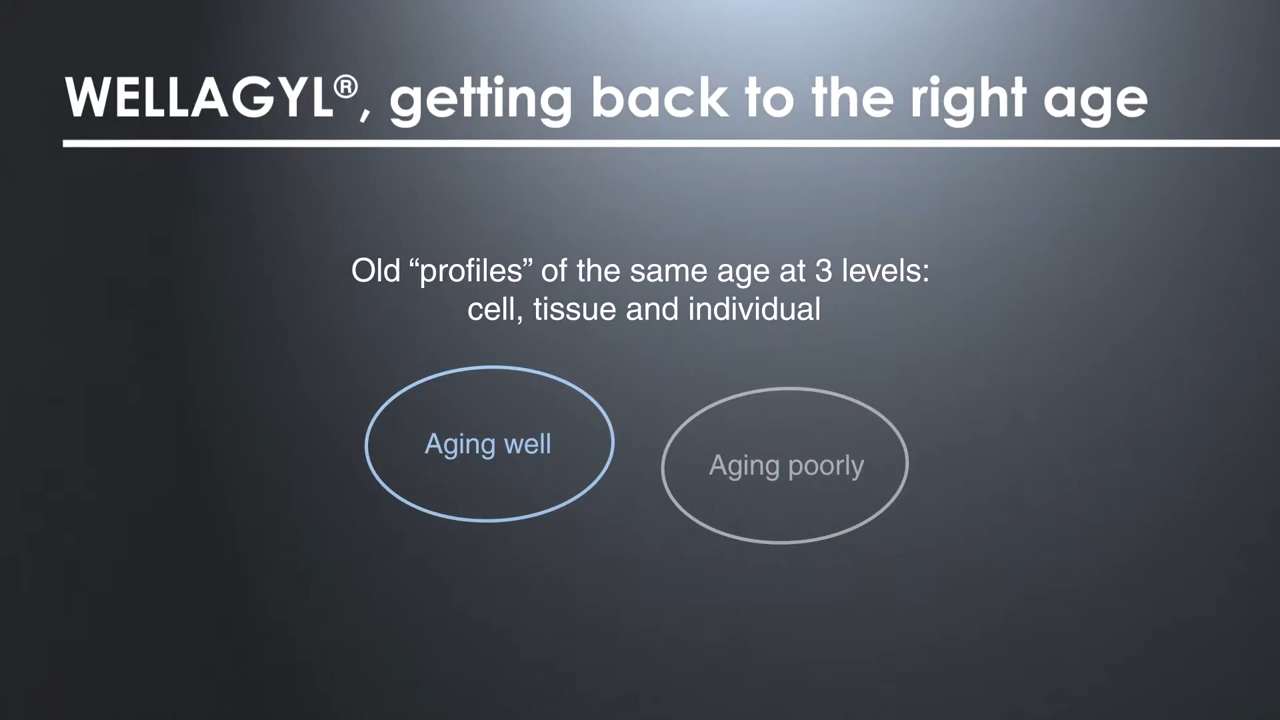 WELLAGYL®, getting back to the right age
Old “profiles” of the same age at 3 levels:
cell, tissue and individual
Aging well
Aging poorly